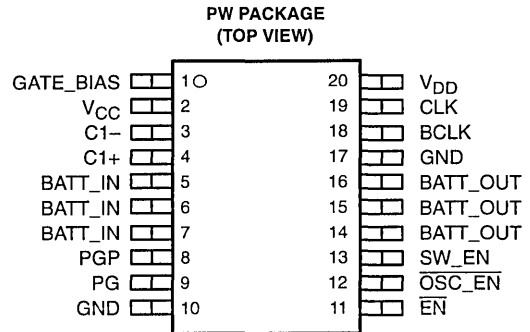 PW PACKAGE
(TOP VIEW)
GATE_BIAS 1 20 VDD
VCC 2 19 CLK
C1– 3 18 BCLK
C1+ 4 17 GND
BATT_IN 5 16 BATT_OUT
BATT_IN 6 15 BATT_OUT
BATT_IN 7 14 BATT_OUT
PGP 8 13 SW_EN
PG 9 12 OSC_EN
GND 10 11 EN